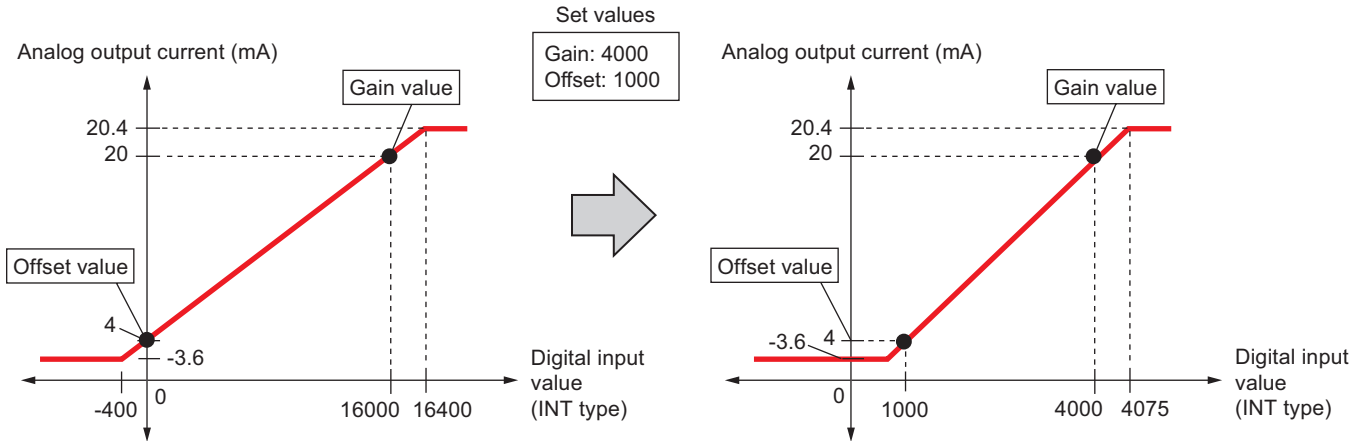 Set values
Gain: 4000
Offset: 1000
Analog output current (mA)
Gain value
20.4
20
Offset value
4
-3.6
-400
0
16000
16400
Digital input
value
(INT type)
Analog output current (mA)
Gain value
20.4
20
Offset value
4
-3.6
0
1000
4000
4075
Digital input
value
(INT type)